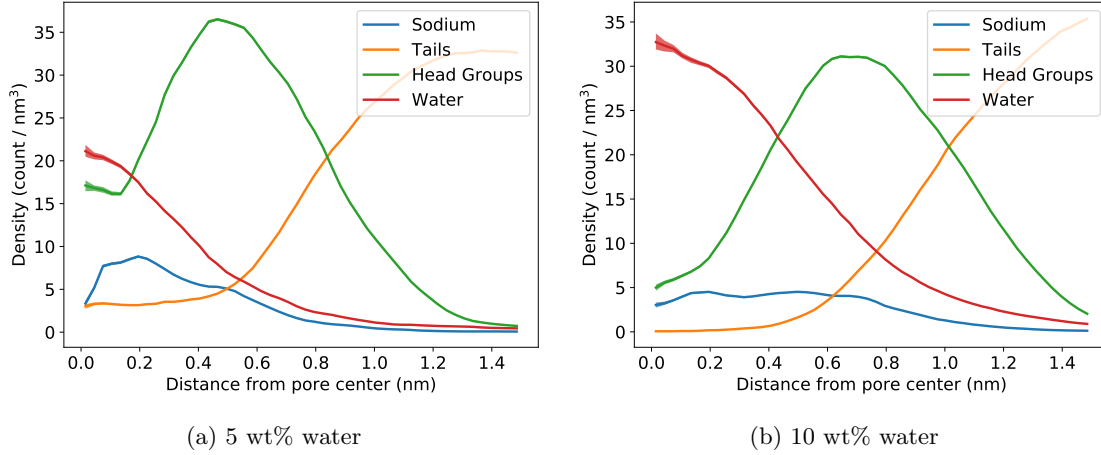 Sodium
Tails
Head Groups
Water
Density (count / nm³)
35
30
25
20
15
10
5
0
0.0 0.2 0.4 0.6 0.8 1.0 1.2 1.4
Distance from pore center (nm)
(a) 5 wt% water
Sodium
Tails
Head Groups
Water
Density (count / nm³)
35
30
25
20
15
10
5
0
0.0 0.2 0.4 0.6 0.8 1.0 1.2 1.4
Distance from pore center (nm)
(b) 10 wt% water